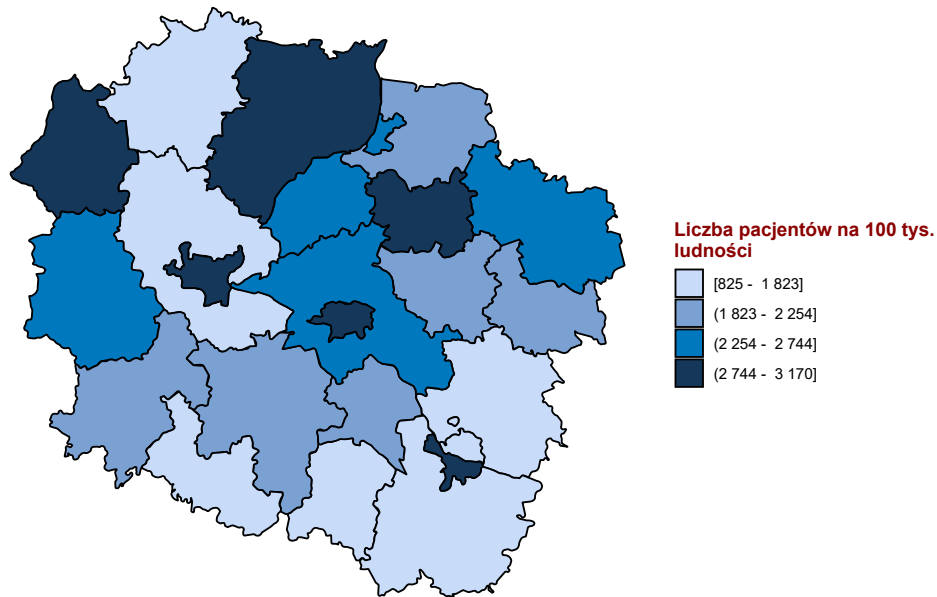 Liczba pacjentów na 100 tys.
ludności
[825 - 1 823]
(1 823 - 2 254]
(2 254 - 2 744]
(2 744 - 3 170]